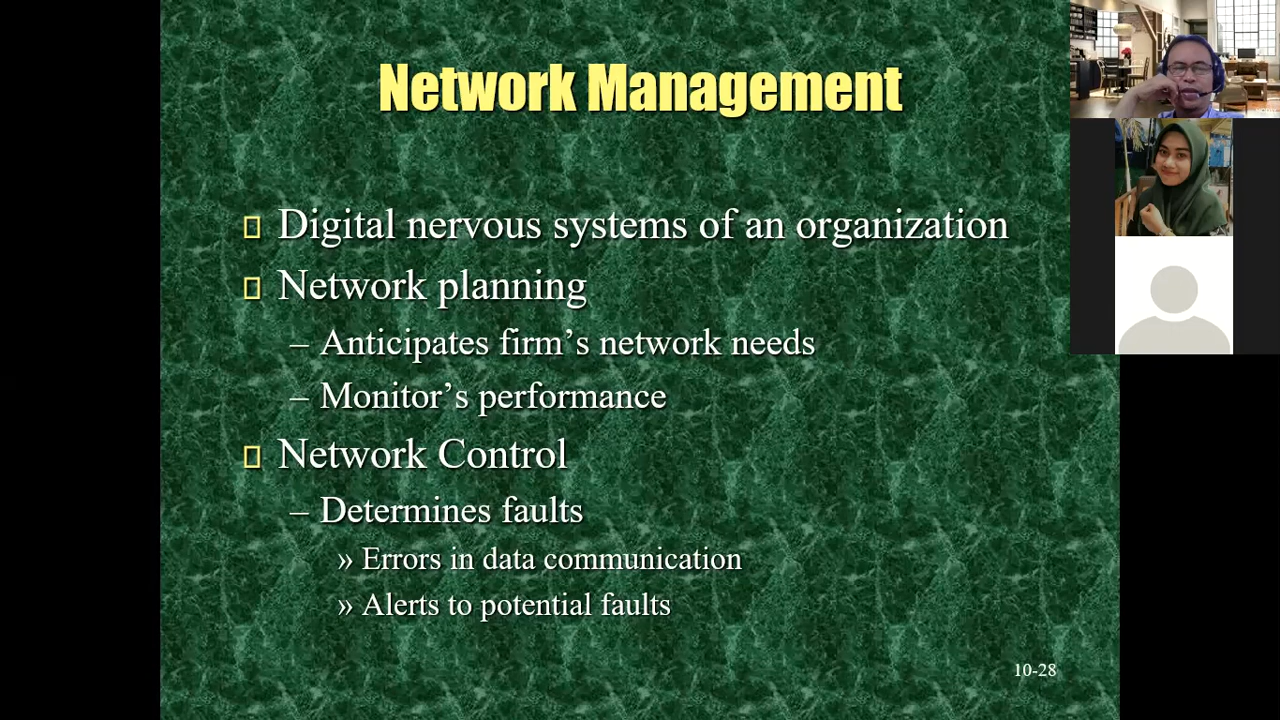 Network Management
Digital nervous systems of an organization
Network planning
– Anticipates firm’s network needs
– Monitor’s performance
Network Control
– Determines faults
» Errors in data communication
» Alerts to potential faults
10-28